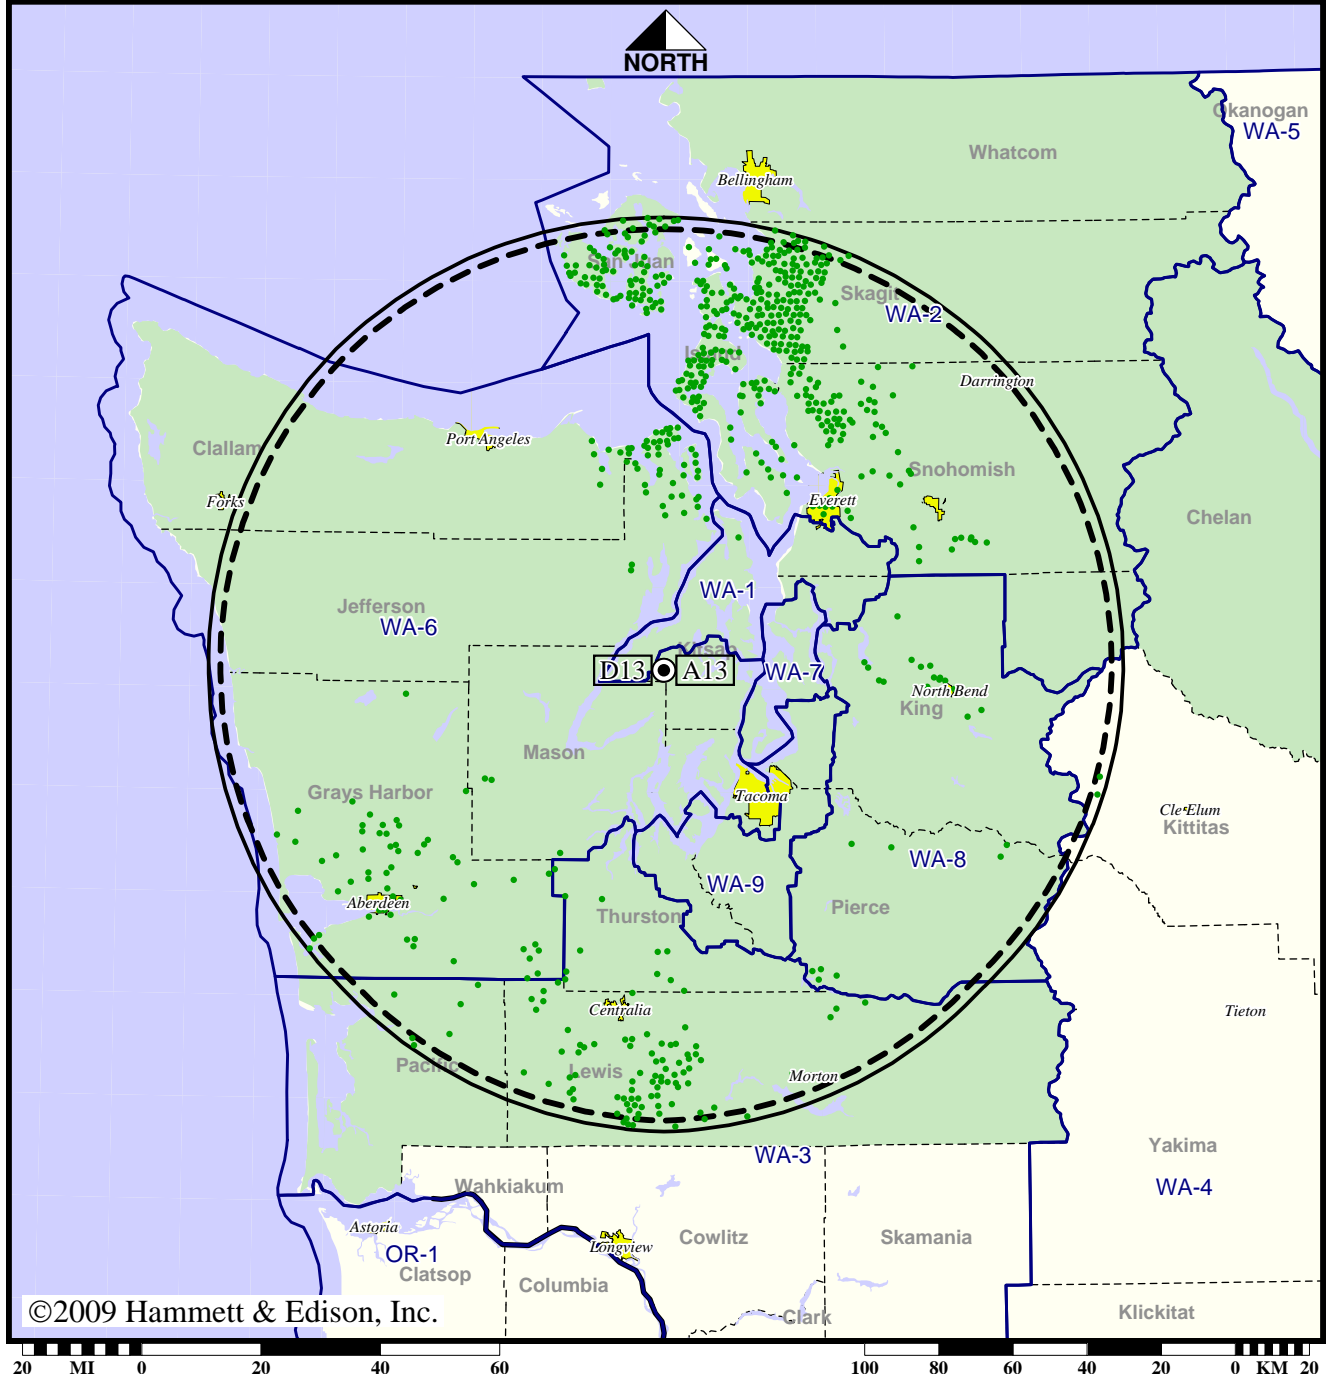 NORTH
Okanogan
WA-5
Whatcom
Bellingham
San Juan
Skagit
WA-2
Island
Darrington
Port Angeles
Clallam
Snohomish
Forks
Everett
Chelan
WA-1
Jefferson
WA-6
Kitsap
D13
A13
WA-7
North Bend
King
Mason
Grays Harbor
Tacoma
Cle Elum
Kittitas
WA-8
WA-9
Aberdeen
Thurston
Pierce
Centralia
Tieton
Pacific
Lewis
Morton
WA-3
Yakima
Wahkiakum
WA-4
Astoria
OR-1
Longview
Cowlitz
Skamania
Clatsop
Columbia
Clark
Klickitat
©2009 Hammett & Edison, Inc.
20 MI 0 20 40 60 100 80 60 40 20 0 KM 20